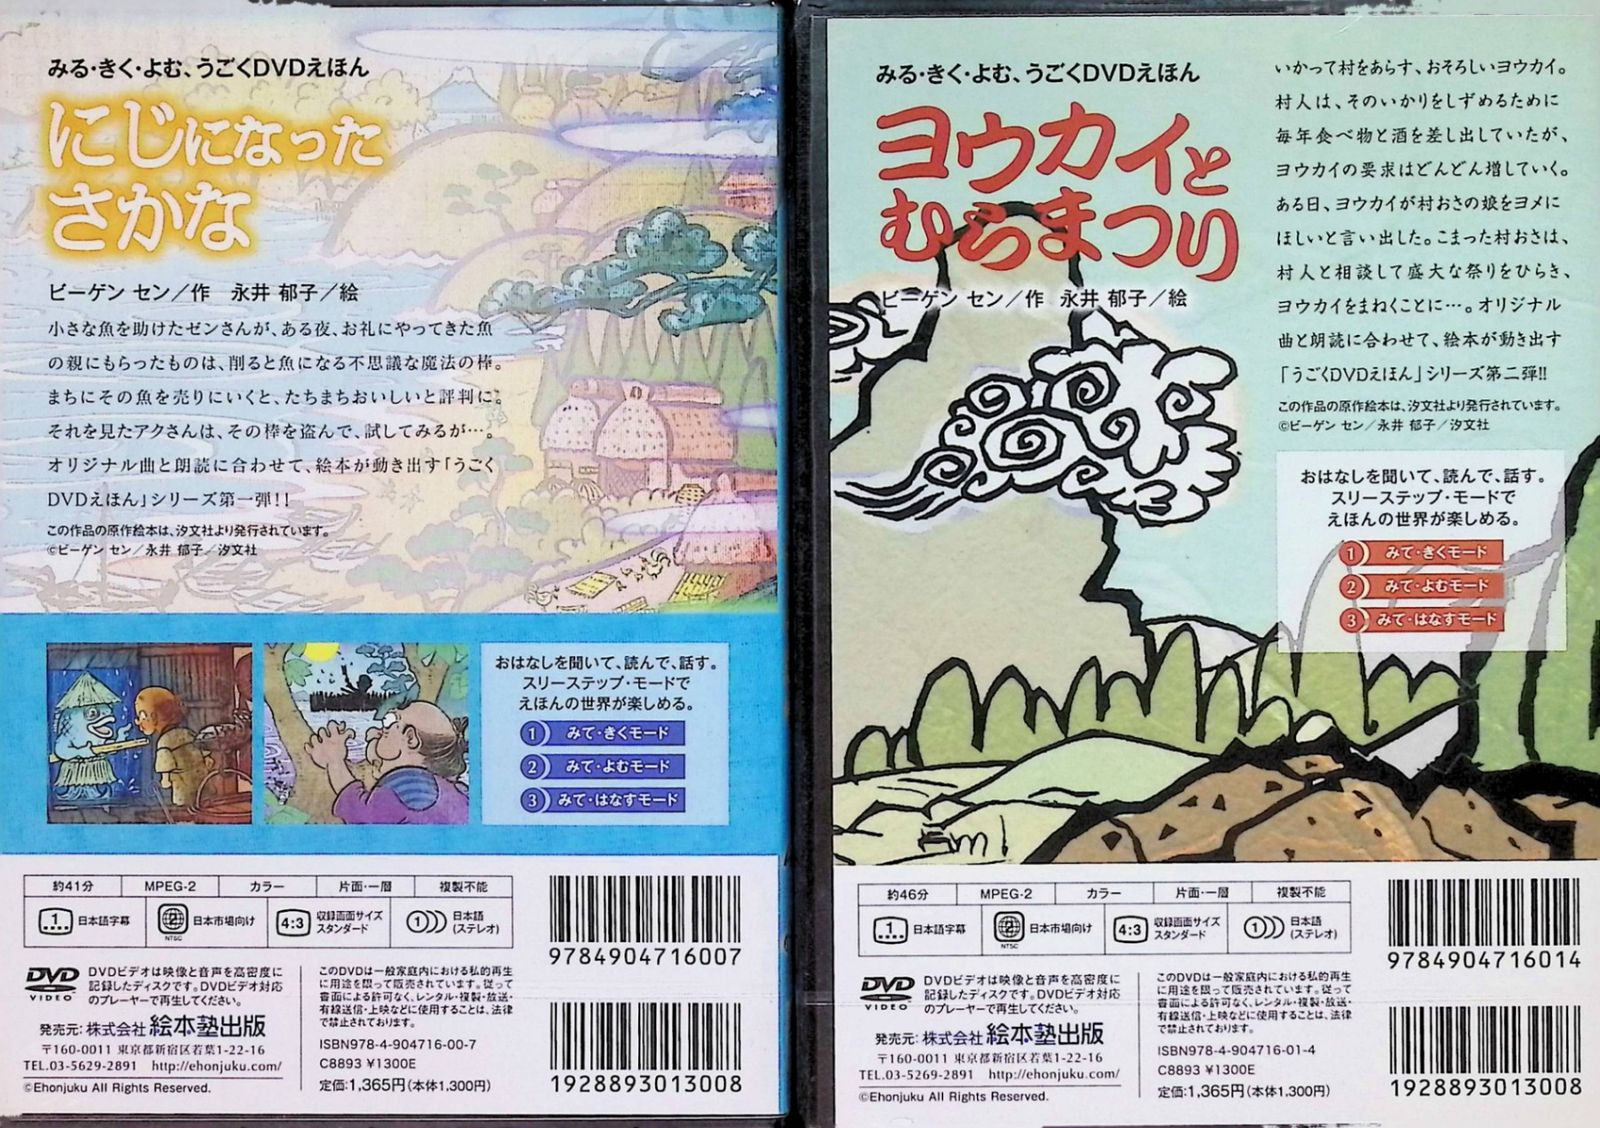 みる・きく・よむ、うごくDVDえほん
にじになった
さかな
ビーゲン セン／作 永井 郁子／絵
小さな魚を助けたゼンさんが、ある夜、お礼にやってきた魚
の親にもらったものは、削ると魚になる不思議な魔法の棒。
まちにその魚を売りにいくと、たちまちおいしいと評判に。
それを見たアクさんは、その棒を盗んで、試してみるが…。
オリジナル曲と朗読に合わせて、絵本が動き出す「うごく
DVDえほん」シリーズ第一弾!!
この作品の原作絵本は、汐文社より発行されています。
©ビーゲン セン／永井 郁子／汐文社
おはなしを聞いて、読んで、話す。
スリーステップ・モードで
えほんの世界が楽しめる。
1 みて・きくモード
2 みて・よむモード
3 みて・はなすモード
約41分 MPEG-2 カラー 片面・一層 複製不能
1 日本語字幕 2 NTSC 日本市場向け 4:3 収録画面サイズ スタンダード 1 日本語 (ステレオ)
9784904716007
DVD VIDEO
DVDビデオは映像と音声を高密度に
記録したディスクです。DVDビデオ対応
のプレーヤーで再生してください。
発売元: 株式会社 絵本塾出版
〒160-0011 東京都新宿区若葉1-22-16
TEL.03-5269-2891 http://ehonjuku.com/
©Ehonjuku All Rights Reserved.
このDVDは一般家庭内における私的再生
に用途を限って販売されています。従って
書面による許可なく、レンタル・複製・放送・
有線送信・上映などに使用することは、法律
で禁止されております。
ISBN978-4-904716-00-7
C8893 ¥1300E
定価:1,365円(本体1,300円)
1928893013008
みる・きく・よむ、うごくDVDえほん
ヨウカイと
むらまつり
ビーゲン セン／作 永井 郁子／絵
いかって村をあらす、おそろしいヨウカイ。
村人は、そのいかりをしずめるために
毎年食べ物と酒を差し出していたが、
ヨウカイの要求はどんどん増していく。
ある日、ヨウカイが村おさの娘をヨメに
ほしいと言い出した。こまった村おさは、
村人と相談して盛大な祭りをひらき、
ヨウカイをまねくことに…。オリジナル
曲と朗読に合わせて、絵本が動き出す
「うごくDVDえほん」シリーズ第二弾!!
この作品の原作絵本は、汐文社より発行されています。
©ビーゲン セン／永井 郁子／汐文社
おはなしを聞いて、読んで、話す。
スリーステップ・モードで
えほんの世界が楽しめる。
1 みて・きくモード
2 みて・よむモード
3 みて・はなすモード
約46分 MPEG-2 カラー 片面・一層 複製不能
1 日本語字幕 2 NTSC 日本市場向け 4:3 収録画面サイズ スタンダード 1 日本語 (ステレオ)
9784904716014
DVD VIDEO
DVDビデオは映像と音声を高密度に
記録したディスクです。DVDビデオ対応
のプレーヤーで再生してください。
発売元: 株式会社 絵本塾出版
〒160-0011 東京都新宿区若葉1-22-16
TEL.03-5269-2891 http://ehonjuku.com/
©Ehonjuku All Rights Reserved.
このDVDは一般家庭内における私的再生
に用途を限って販売されています。従って
書面による許可なく、レンタル・複製・放送・
有線送信・上映などに使用することは、法律
で禁止されております。
ISBN978-4-904716-01-4
C8893 ¥1300E
定価:1,365円(本体1,300円)
1928893013008